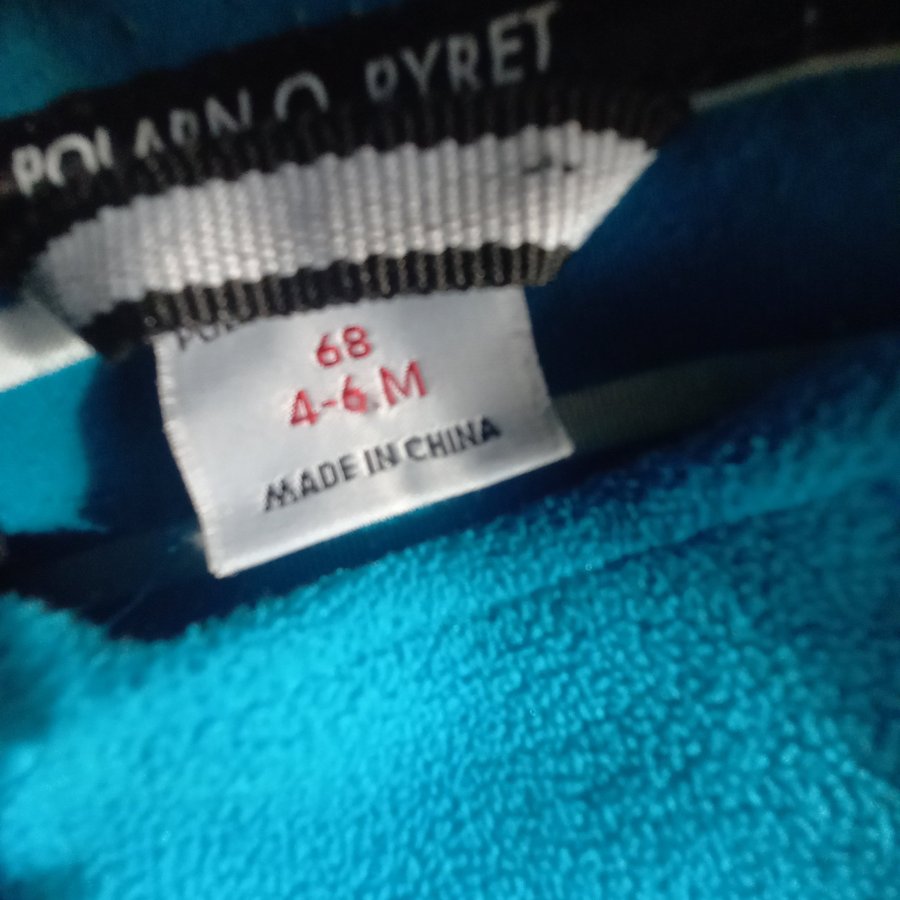 POLARN O. PYRET
68
4-6 M
MADE IN CHINA